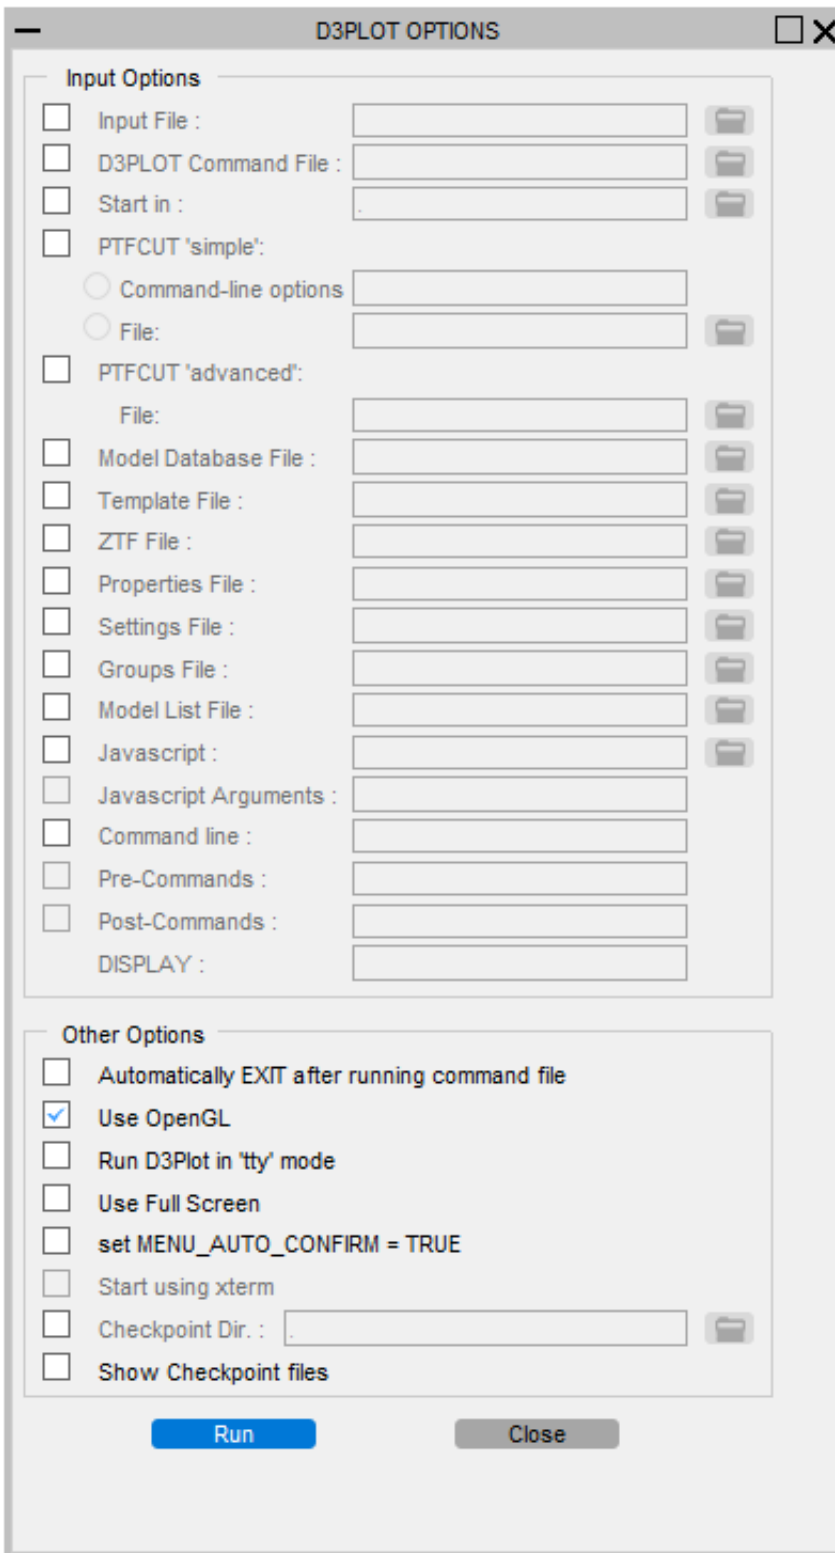 D3PLOT OPTIONS
Input Options
Input File :
D3PLOT Command File :
Start in : .
PTFCUT 'simple':
Command-line options
File:
PTFCUT 'advanced':
File:
Model Database File :
Template File :
ZTF File :
Properties File :
Settings File :
Groups File :
Model List File :
Javascript :
Javascript Arguments :
Command line :
Pre-Commands :
Post-Commands :
DISPLAY :
Other Options
Automatically EXIT after running command file
Use OpenGL
Run D3Plot in 'tty' mode
Use Full Screen
set MENU_AUTO_CONFIRM = TRUE
Start using xterm
Checkpoint Dir. : .
Show Checkpoint files
Run Close